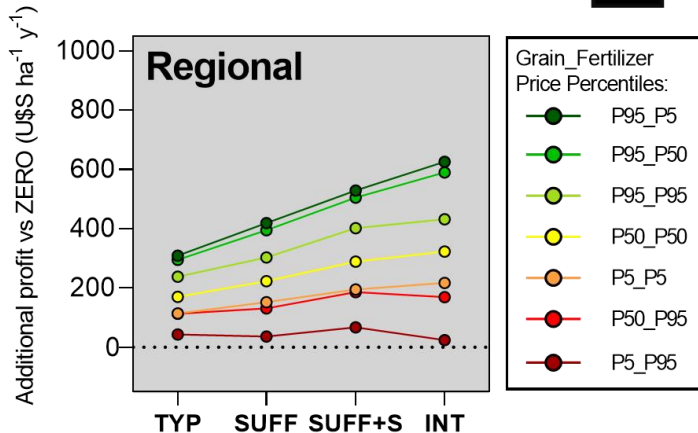 Additional profit vs ZERO (U$S ha⁻¹ y⁻¹)
1000
800
600
400
200
0
Regional
TYP SUFF SUFF+S INT
Grain_Fertilizer
Price Percentiles:
P95_P5
P95_P50
P95_P95
P50_P50
P5_P5
P50_P95
P5_P95